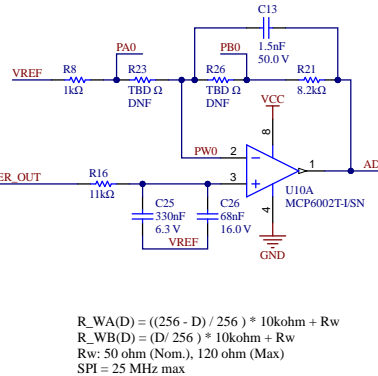 C13
1.5nF
50.0 V
PA0
PB0
VREF
R8
1kΩ
R23
TBD Ω
DNF
R26
TBD Ω
DNF
R21
8.2kΩ
VCC
8
PW0
2
1
AD
3
U10A
MCP6002T-I/SN
4
GND
ER_OUT
R16
11kΩ
C25
330nF
6.3 V
C26
68nF
16.0 V
VREF
R_WA(D) = ((256 - D) / 256 ) * 10kohm + Rw
R_WB(D) = (D/ 256 ) * 10kohm + Rw
Rw: 50 ohm (Nom.), 120 ohm (Max)
SPI = 25 MHz max